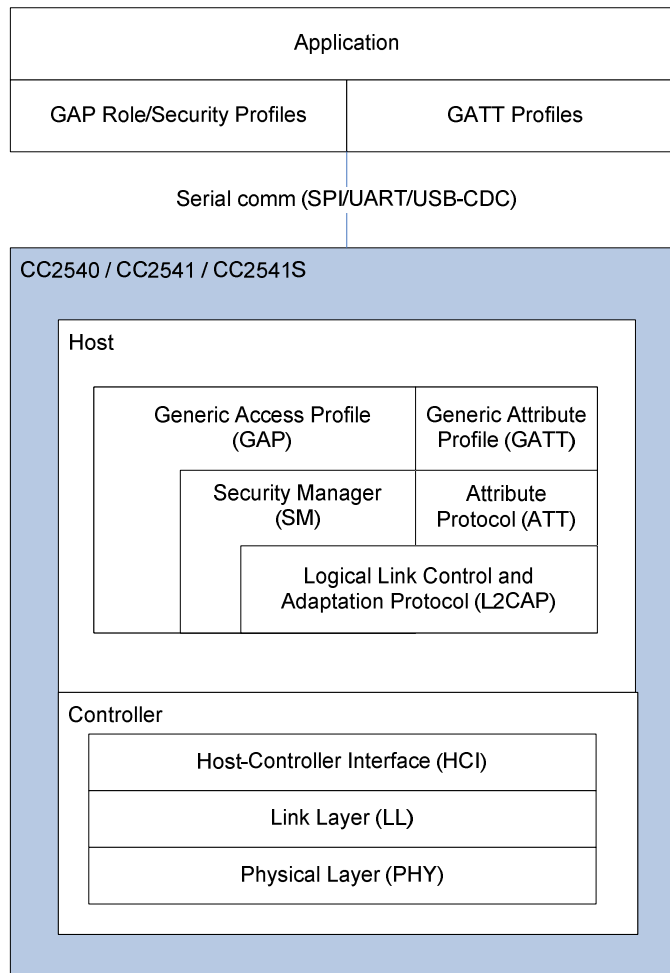 Application
GAP Role/Security Profiles
GATT Profiles
Serial comm (SPI/UART/USB-CDC)
CC2540 / CC2541 / CC2541S
Host
Generic Access Profile
(GAP)
Generic Attribute
Profile (GATT)
Security Manager
(SM)
Attribute
Protocol (ATT)
Logical Link Control and
Adaptation Protocol (L2CAP)
Controller
Host-Controller Interface (HCI)
Link Layer (LL)
Physical Layer (PHY)